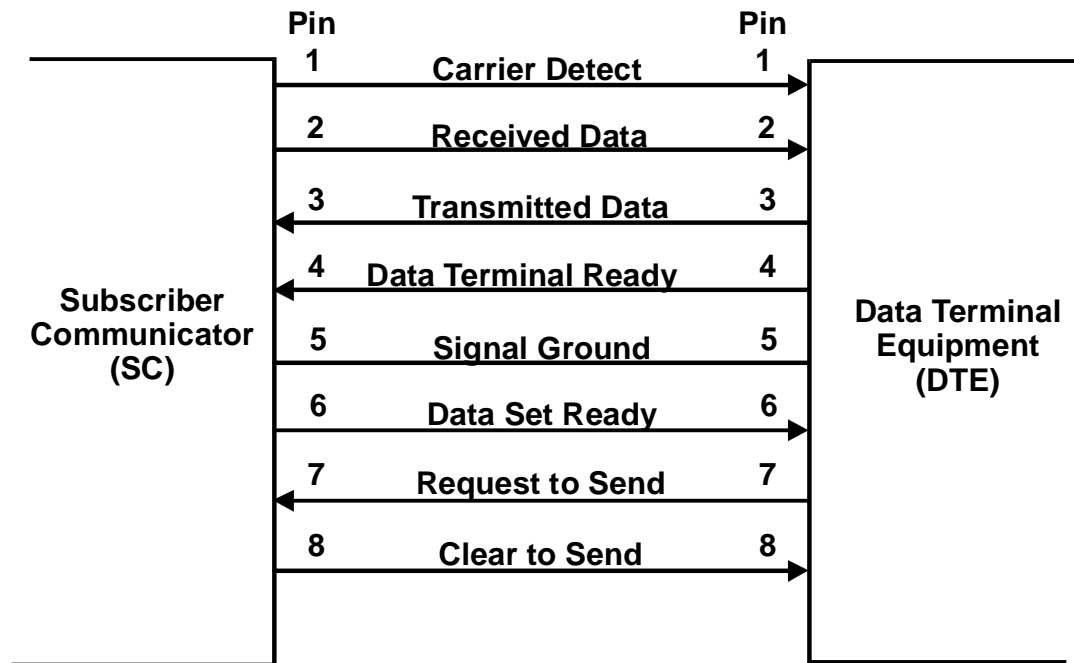 Pin Pin
1 Carrier Detect 1
2 Received Data 2
3 Transmitted Data 3
4 Data Terminal Ready 4
Subscriber
Communicator
(SC)
5 Signal Ground 5
Data Terminal
Equipment
(DTE)
6 Data Set Ready 6
7 Request to Send 7
8 Clear to Send 8